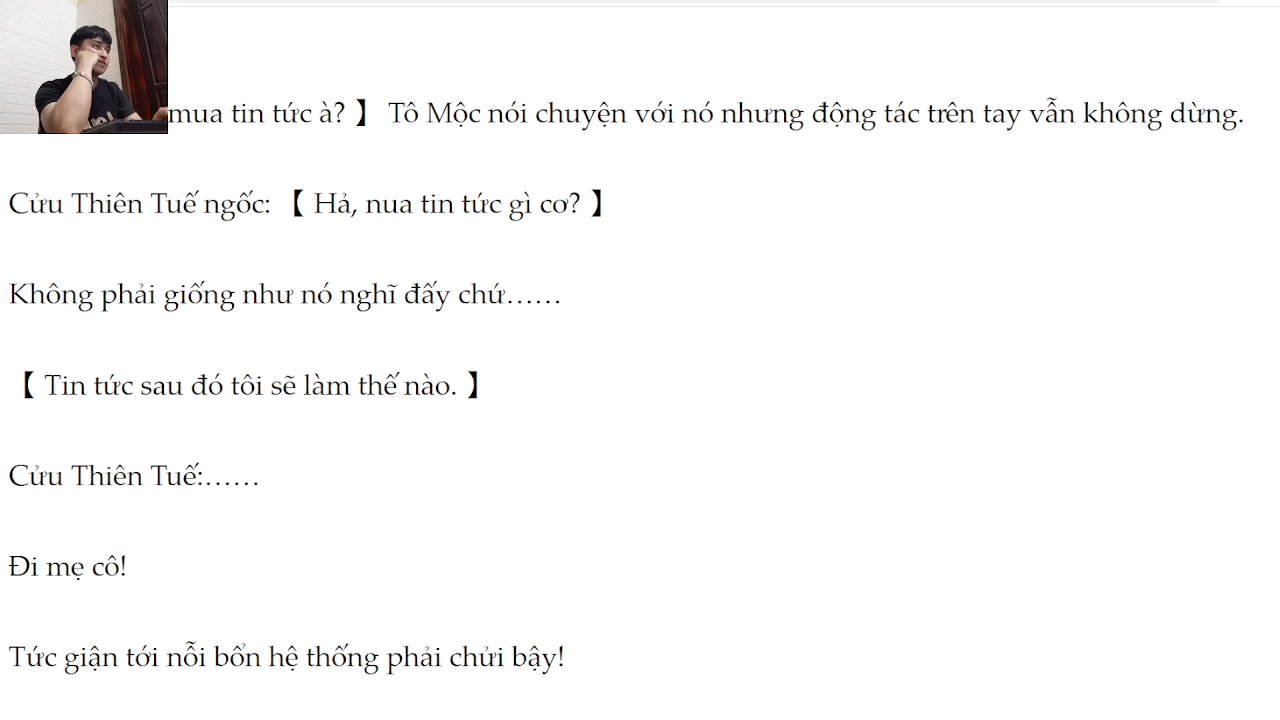 mua tin tức à? 】 Tô Mộc nói chuyện với nó nhưng động tác trên tay vẫn không dừng.
Cửu Thiên Tuế ngốc: 【 Hả, nua tin tức gì cơ? 】
Không phải giống như nó nghĩ đấy chứ……
【 Tin tức sau đó tôi sẽ làm thế nào. 】
Cửu Thiên Tuế:……
Đi mẹ cô!
Tức giận tới nỗi bổn hệ thống phải chửi bậy!